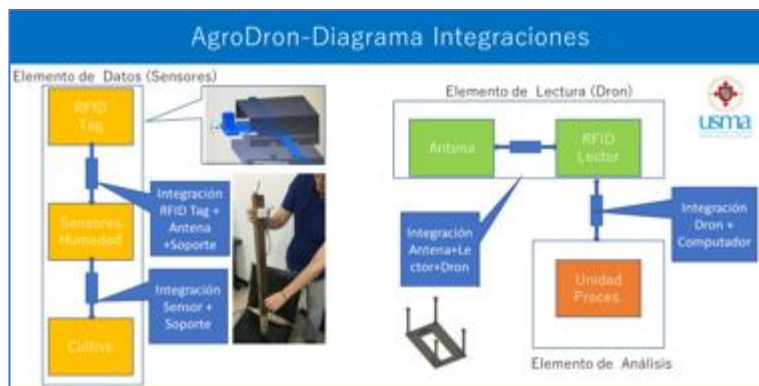 AgroDron-Diagrama Integraciones
Elemento de Datos (Sensores)
RFID
Tag
Integración
RFID Tag +
Antena
+Soporte
Sensores
Humedad
Integración
Sensor +
Soporte
Cultivo
Elemento de Lectura (Dron)
usma
Antena
RFID
Lector
Integración
Antena+Le
ctor+Dron
Integración
Dron +
Computador
Unidad
Proces.
Elemento de Análisis